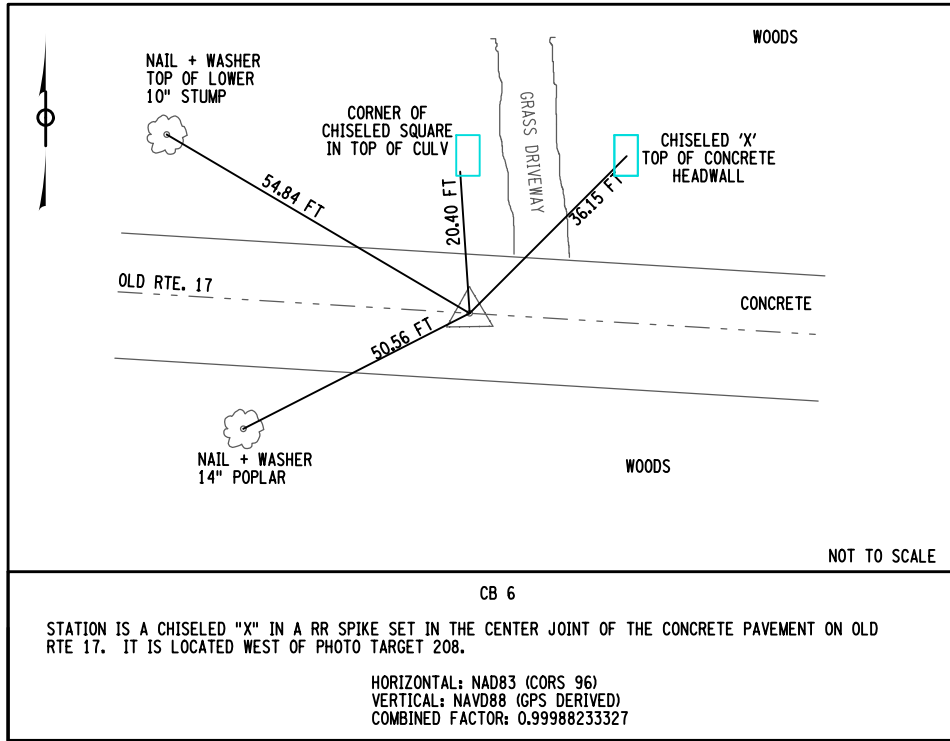 WOODS
NAIL + WASHER
TOP OF LOWER
10" STUMP
CORNER OF
CHISELED SQUARE
IN TOP OF CULV
GRASS DRIVEWAY
CHISELED 'X'
TOP OF CONCRETE
HEADWALL
54.84 FT
20.40 FT
36.15 FT
OLD RTE. 17
CONCRETE
50.56 FT
NAIL + WASHER
14" POPLAR
WOODS
NOT TO SCALE
CB 6
STATION IS A CHISELED "X" IN A RR SPIKE SET IN THE CENTER JOINT OF THE CONCRETE PAVEMENT ON OLD
RTE 17. IT IS LOCATED WEST OF PHOTO TARGET 208.
HORIZONTAL: NAD83 (CORS 96)
VERTICAL: NAVD88 (GPS DERIVED)
COMBINED FACTOR: 0.99988233327